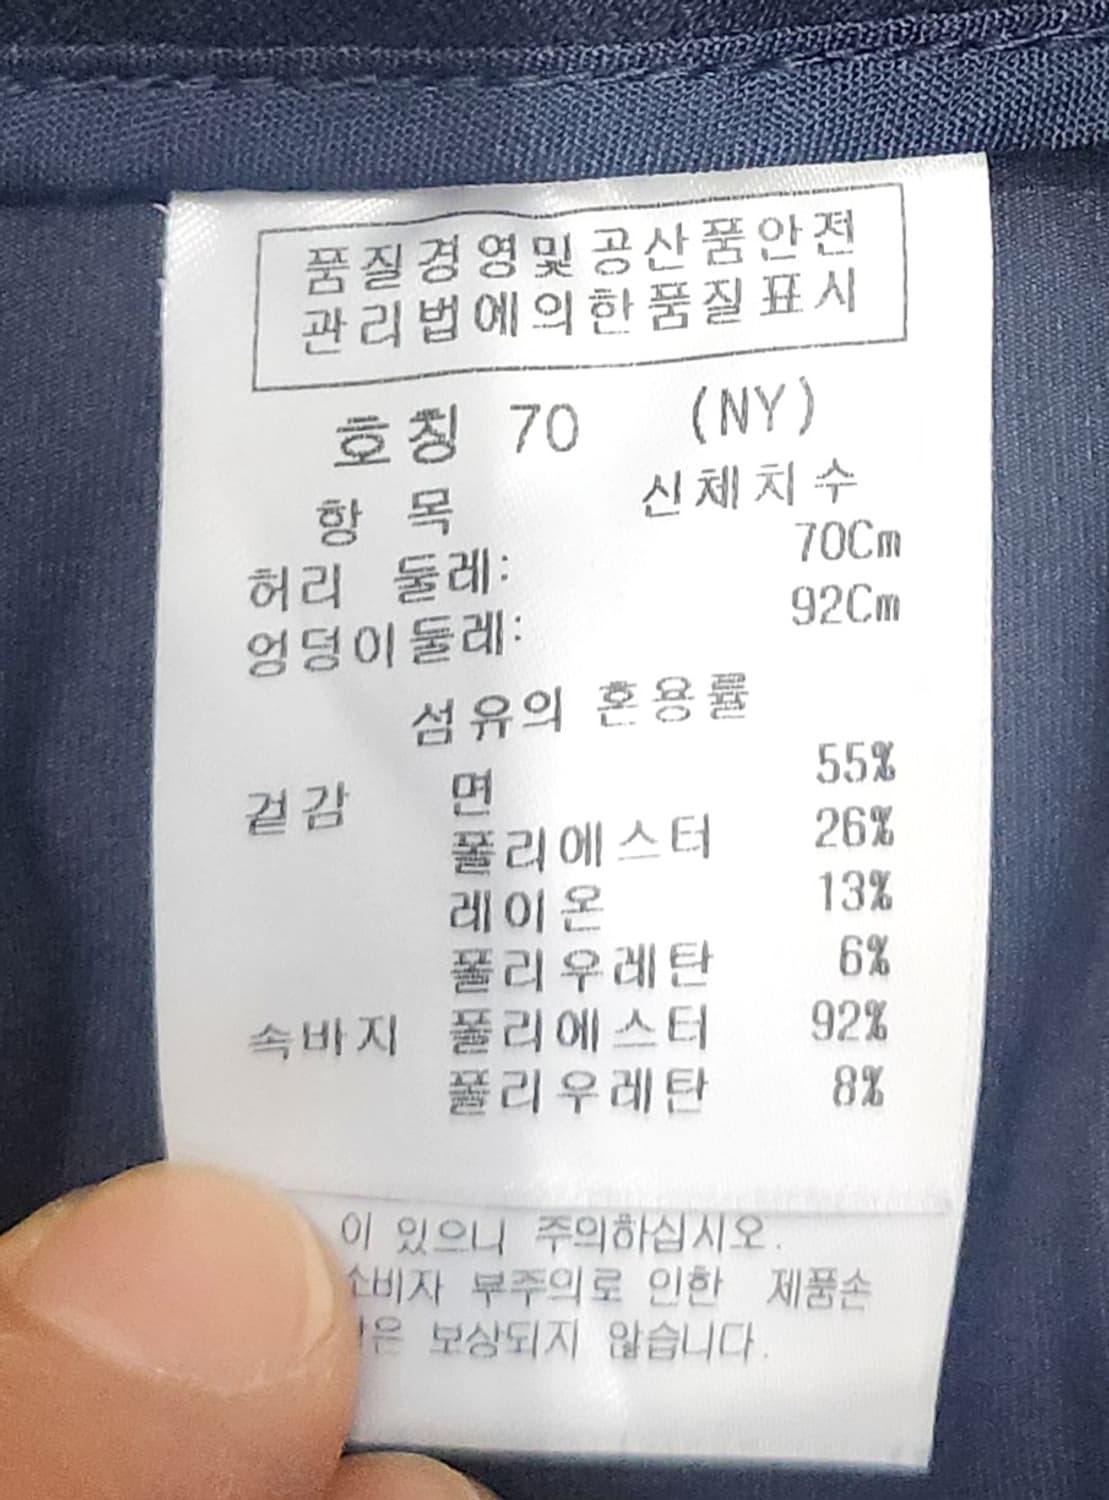 품질경영및공산품안전
관리법에의한품질표시
호칭 70 (NY)
항 목 신체치수
허리 둘레: 70Cm
엉덩이둘레: 92Cm
섬유의 혼용률
겉감 면 55%
폴리에스터 26%
레이온 13%
폴리우레탄 6%
속바지 폴리에스터 92%
폴리우레탄 8%
이 있으니 주의하십시오.
소비자 부주의로 인한 제품손
은 보상되지 않습니다.